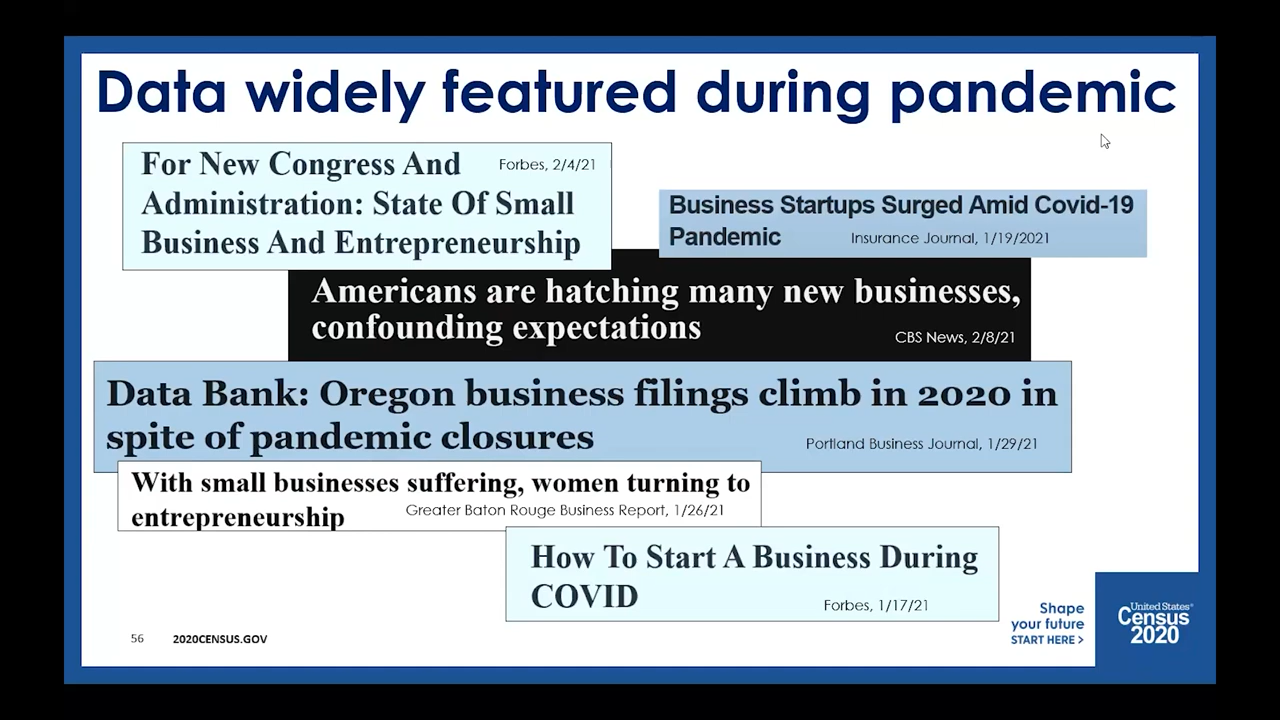 Data widely featured during pandemic
For New Congress And
Forbes, 2/4/21
Administration: State Of Small
Business And Entrepreneurship
Business Startups Surged Amid Covid-19
Pandemic
Insurance Journal, 1/19/2021
Americans are hatching many new businesses,
confounding expectations
CBS News, 2/8/21
Data Bank: Oregon business filings climb in 2020 in
spite of pandemic closures
Portland Business Journal, 1/29/21
With small businesses suffering, women turning to
entrepreneurship
Greater Baton Rouge Business Report, 1/26/21
How To Start A Business During
COVID
Forbes, 1/17/21
56
2020CENSUS.GOV
Shape
your future
START HERE >
United States®
Census
2020